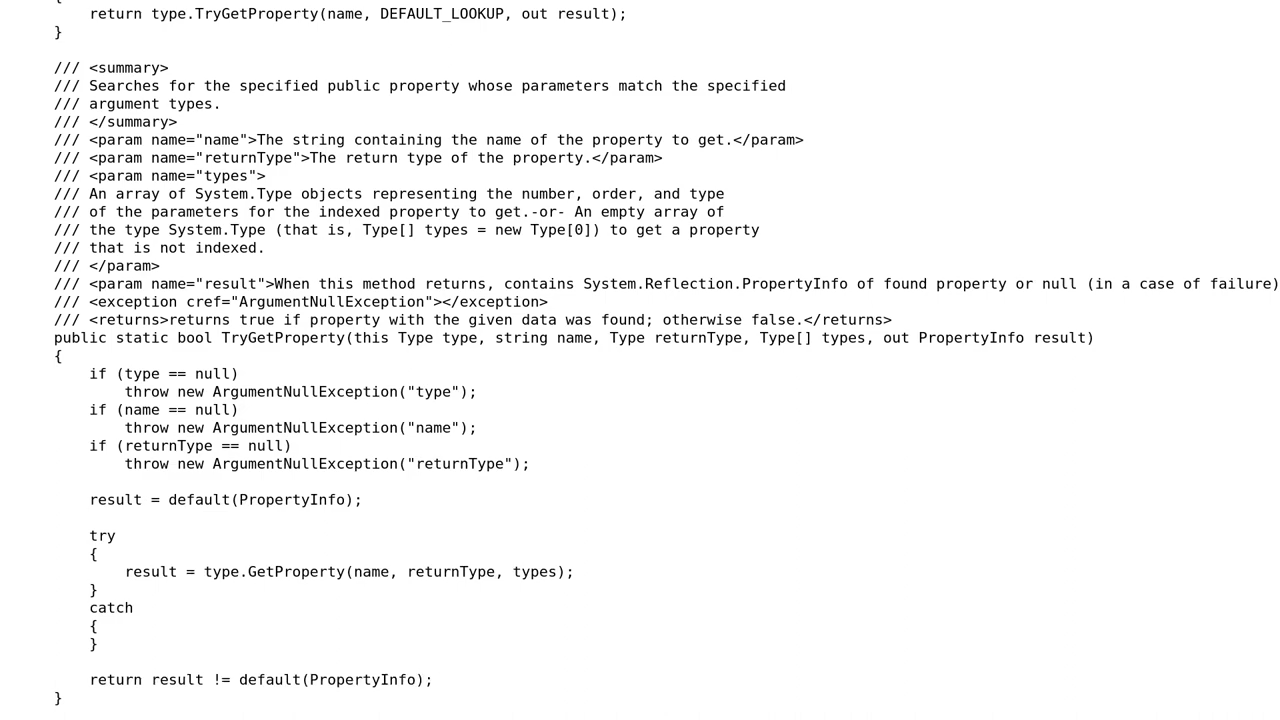 return type.TryGetProperty(name, DEFAULT_LOOKUP, out result);
    }

    /// <summary>
    /// Searches for the specified public property whose parameters match the specified
    /// argument types.
    /// </summary>
    /// <param name="name">The string containing the name of the property to get.</param>
    /// <param name="returnType">The return type of the property.</param>
    /// <param name="types">
    /// An array of System.Type objects representing the number, order, and type
    /// of the parameters for the indexed property to get.-or- An empty array of
    /// the type System.Type (that is, Type[] types = new Type[0]) to get a property
    /// that is not indexed.
    /// </param>
    /// <param name="result">When this method returns, contains System.Reflection.PropertyInfo of found property or null (in a case of failure)
    /// <exception cref="ArgumentNullException"></exception>
    /// <returns>returns true if property with the given data was found; otherwise false.</returns>
    public static bool TryGetProperty(this Type type, string name, Type returnType, Type[] types, out PropertyInfo result)
    {
        if (type == null)
            throw new ArgumentNullException("type");
        if (name == null)
            throw new ArgumentNullException("name");
        if (returnType == null)
            throw new ArgumentNullException("returnType");

        result = default(PropertyInfo);

        try
        {
            result = type.GetProperty(name, returnType, types);
        }
        catch
        {
        }

        return result != default(PropertyInfo);
    }